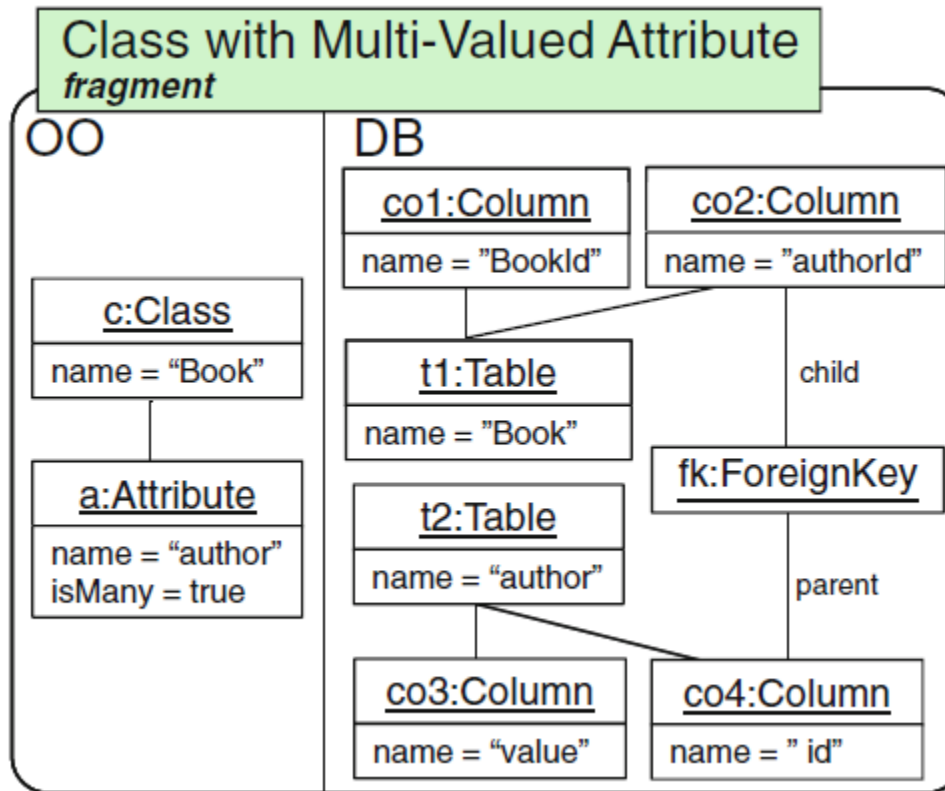 Class with Multi-Valued Attribute
fragment
OO
DB
co1:Column
name = "BookId"
co2:Column
name = "authorId"
c:Class
name = "Book"
t1:Table
name = "Book"
child
a:Attribute
name = "author"
isMany = true
t2:Table
name = "author"
fk:ForeignKey
parent
co3:Column
name = "value"
co4:Column
name = " id"